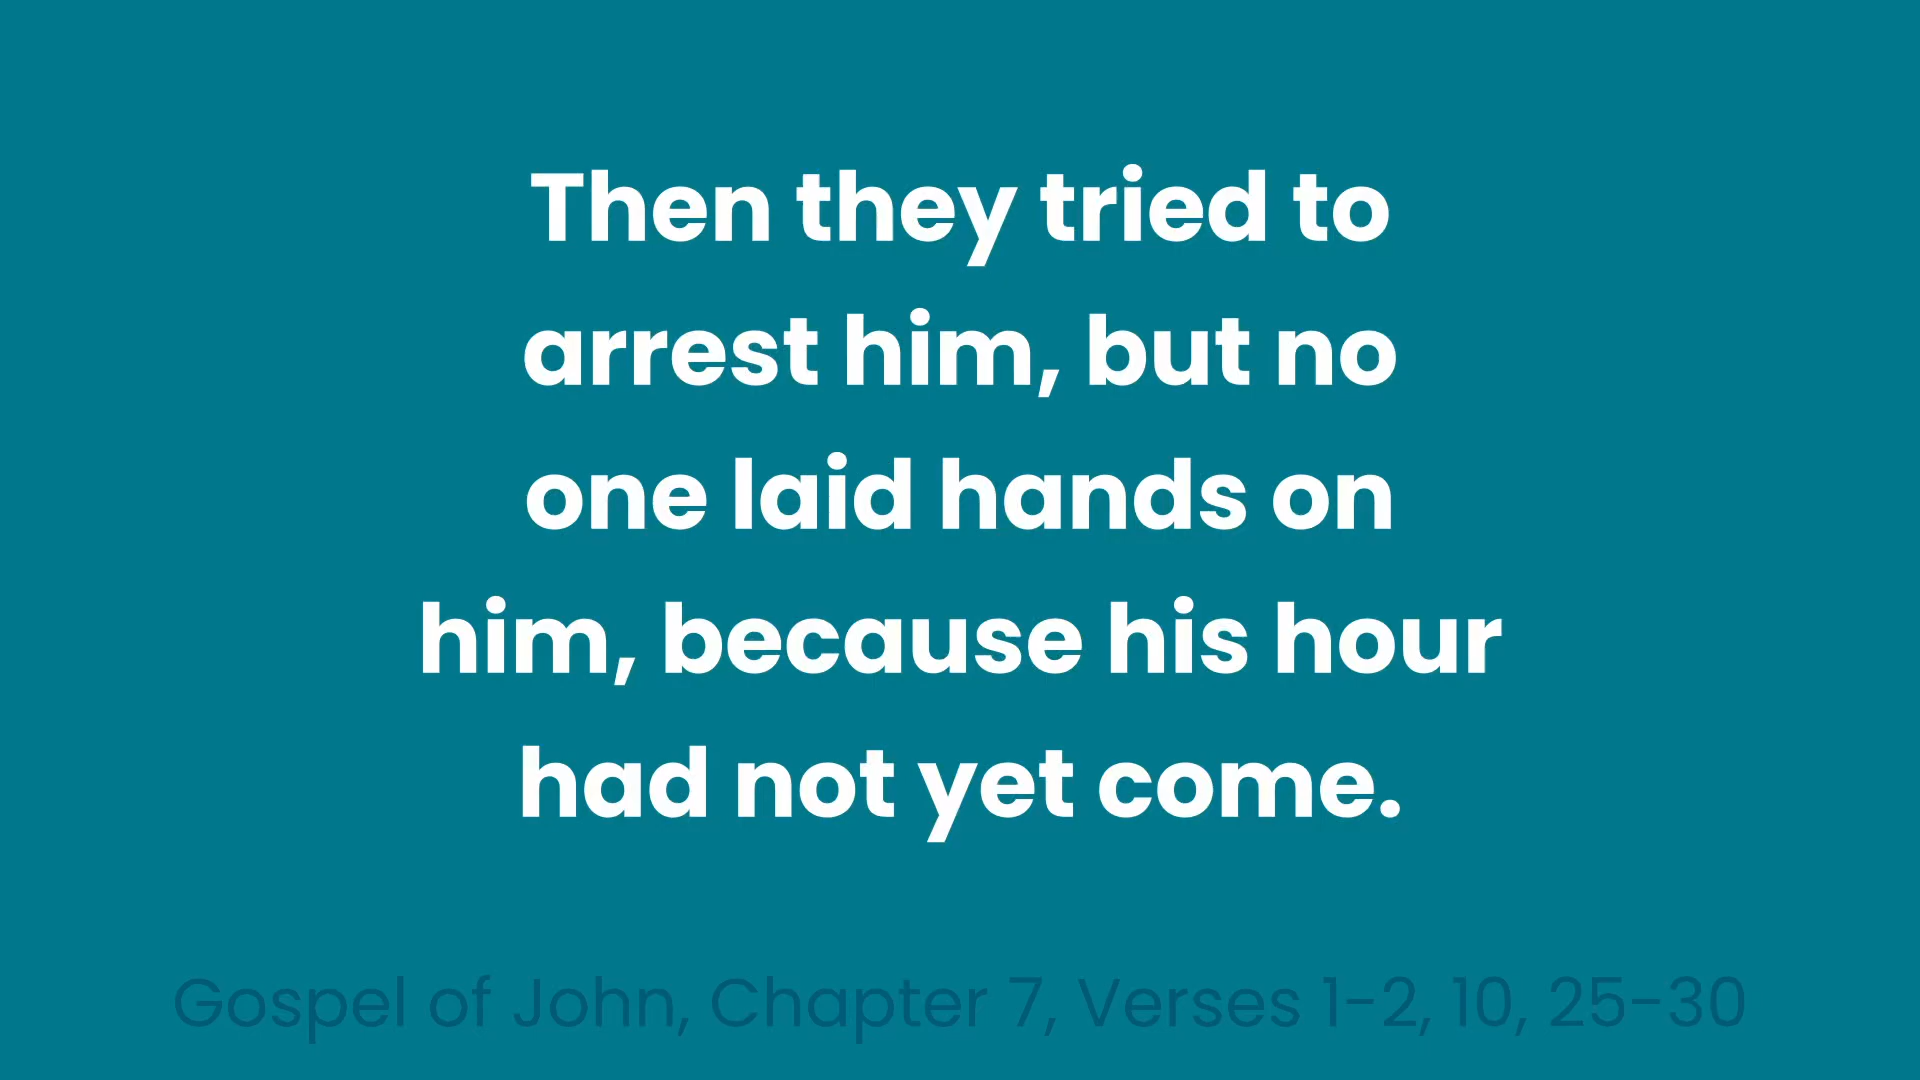 Then they tried to
arrest him, but no
one laid hands on
him, because his hour
had not yet come.
Gospel of John, Chapter 7, Verses 1-2, 10, 25-30